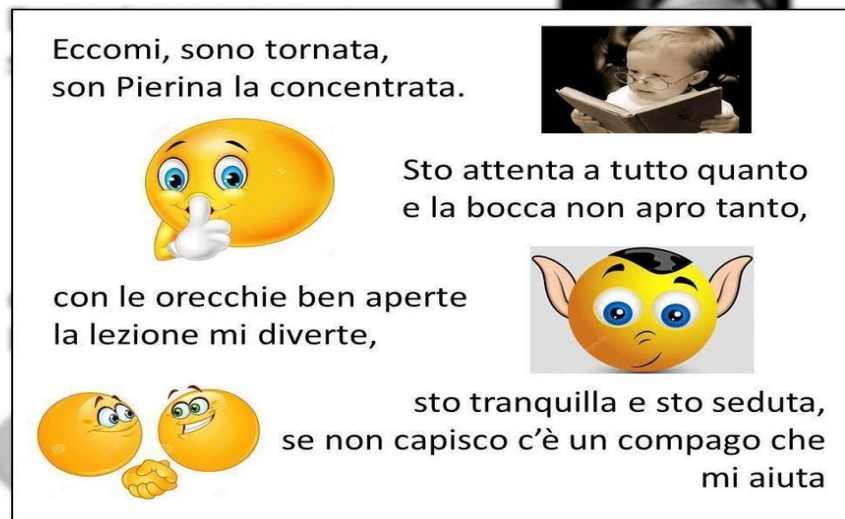 Eccomi, sono tornata,
son Pierina la concentrata.
Sto attenta a tutto quanto
e la bocca non apro tanto,
con le orecchie ben aperte
la lezione mi diverte,
sto tranquilla e sto seduta,
se non capisco c'è un compago che
mi aiuta